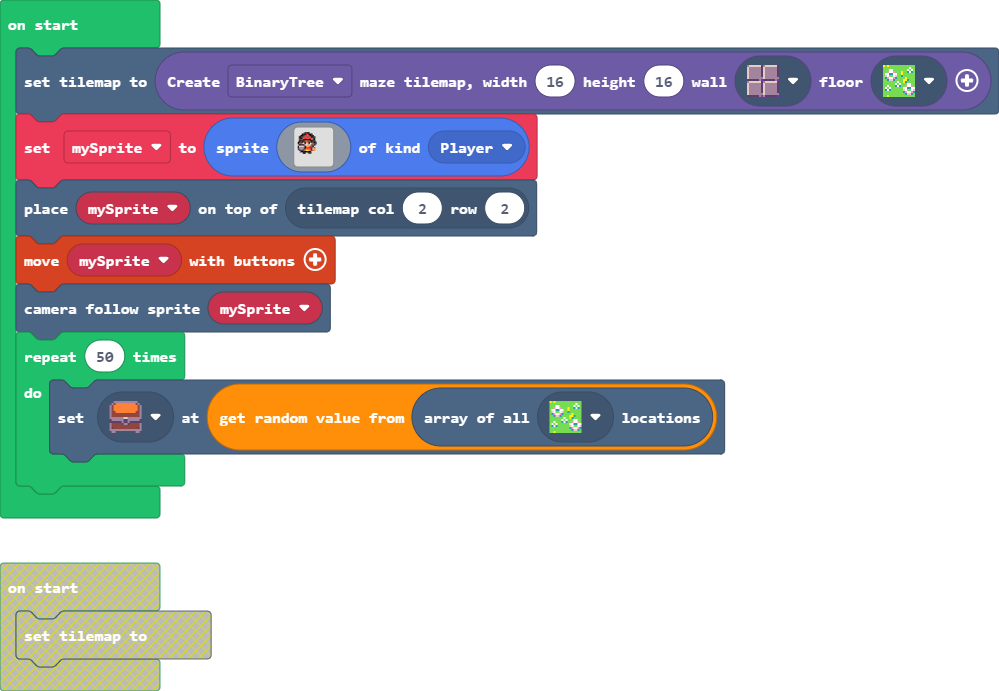 on start
set tilemap to Create BinaryTree maze tilemap, width 16 height 16 wall floor
set mySprite to sprite of kind Player
place mySprite on top of tilemap col 2 row 2
move mySprite with buttons
camera follow sprite mySprite
repeat 50 times
do
set at get random value from array of all locations
on start
set tilemap to